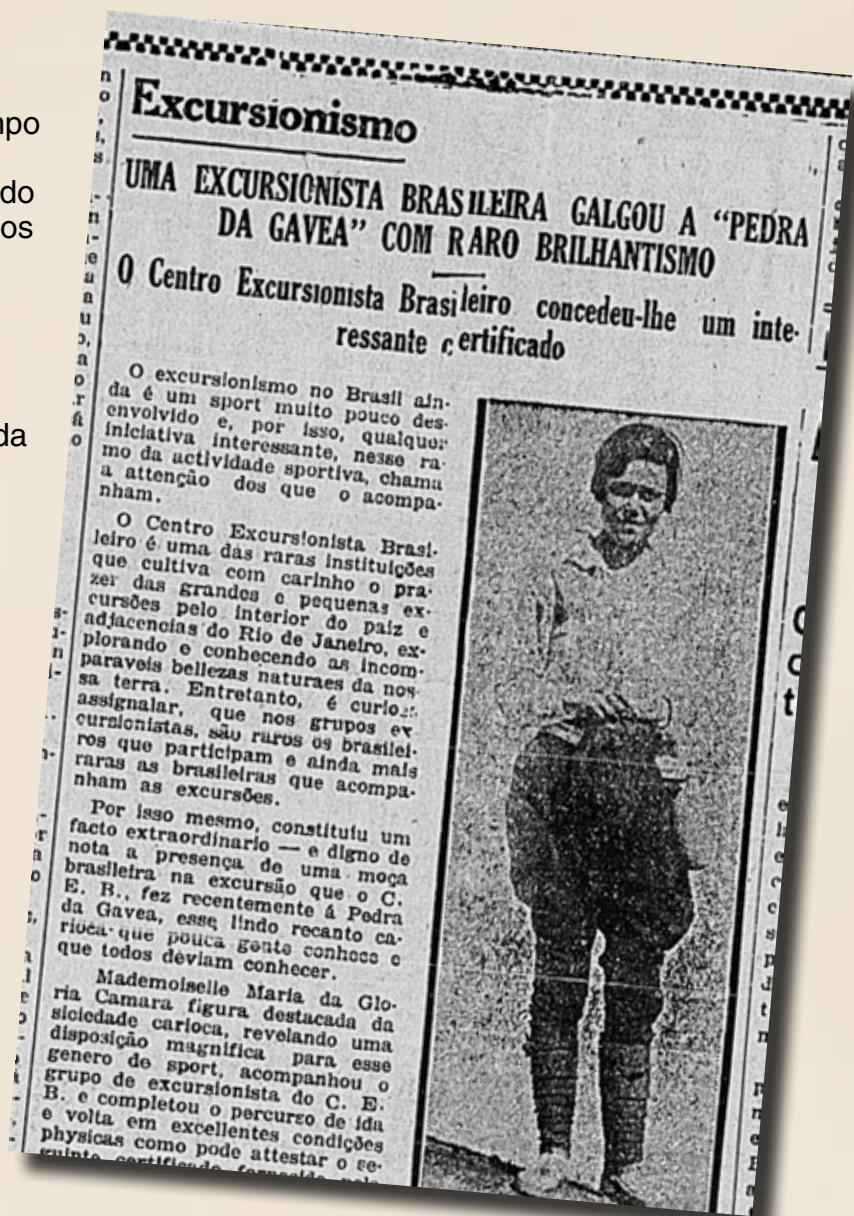 mpo
do
os
da
Excursionismo
UMA EXCURSIONISTA BRASILEIRA GALGOU A “PEDRA
DA GAVEA” COM RARO BRILHANTISMO
O Centro Excursionista Brasileiro concedeu-lhe um inte-
ressante certificado
O excursionismo no Brasil ain-
da é um sport muito pouco des-
envolvido e, por isso, qualquer
iniciativa interessante, nesse ra-
mo da actividade sportiva, chama
a attenção dos que o acompa-
nham.
O Centro Excursionista Brasi-
leiro é uma das raras instituições
que cultiva com carinho o pra-
zer das grandes e pequenas ex-
cursões pelo interior do paiz e
adjacencias do Rio de Janeiro, ex-
plorando e conhecendo as incom-
paraveis bellezas naturaes da nos-
sa terra. Entretanto, é curioso
assignalar, que nos grupos ex
cursionistas, são raros os brasilei-
ros que participam e ainda mais
raras as brasileiras que acompa-
nham as excursões.
Por isso mesmo, constituiu um
facto extraordinario — e digno de
nota a presença de uma moça
brasileira na excursão que o C.
E. B., fez recentemente á Pedra
da Gavea, esse lindo recanto ca-
rioca que pouca gente conhece e
que todos deviam conhecer.
Mademoiselle Maria da Glo-
ria Camara figura destacada da
siciedade carioca, revelando uma
disposição magnifica para esse
genero de sport, acompanhou o
grupo de excursionista do C. E.
B. e completou o percurso de ida
e volta em excellentes condições
physicas como pode attestar o se-
guinte certificado fornecido pelo